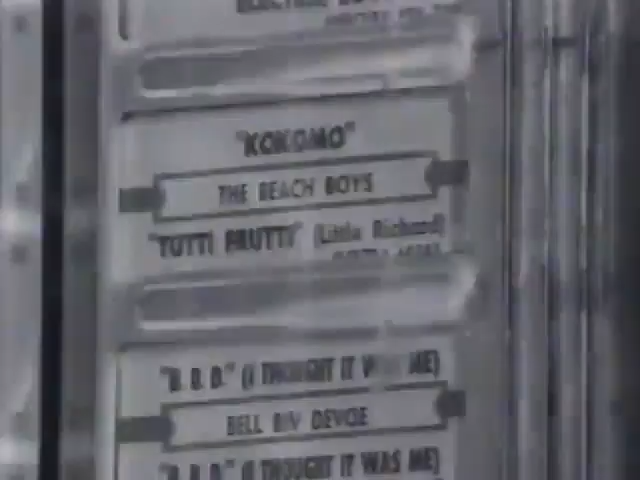 "KOKOMO"
THE BEACH BOYS
"TUTTI FRUTTI" (Little Richard)
"B. B. D." (I THOUGHT IT WAS ME)
BELL BIV DEVOE
"B. B. D." (I THOUGHT IT WAS ME)